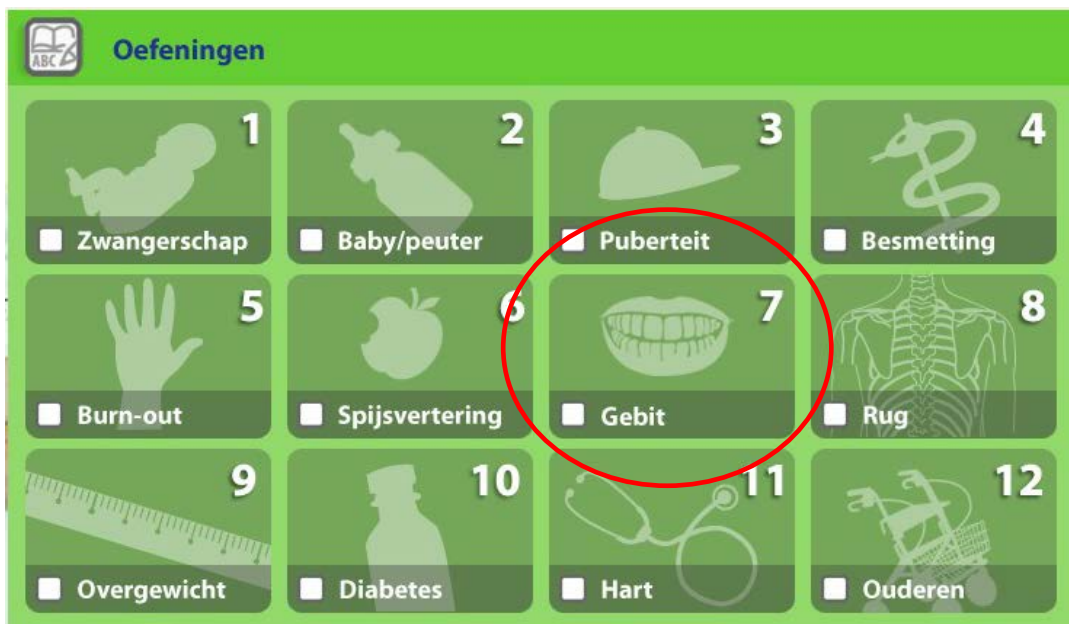 ABC
Oefeningen
1
2
3
4
Zwangerschap
Baby/peuter
Puberteit
Besmetting
5
6
7
8
Burn-out
Spijsvertering
Gebit
Rug
9
10
11
12
Overgewicht
Diabetes
Hart
Ouderen